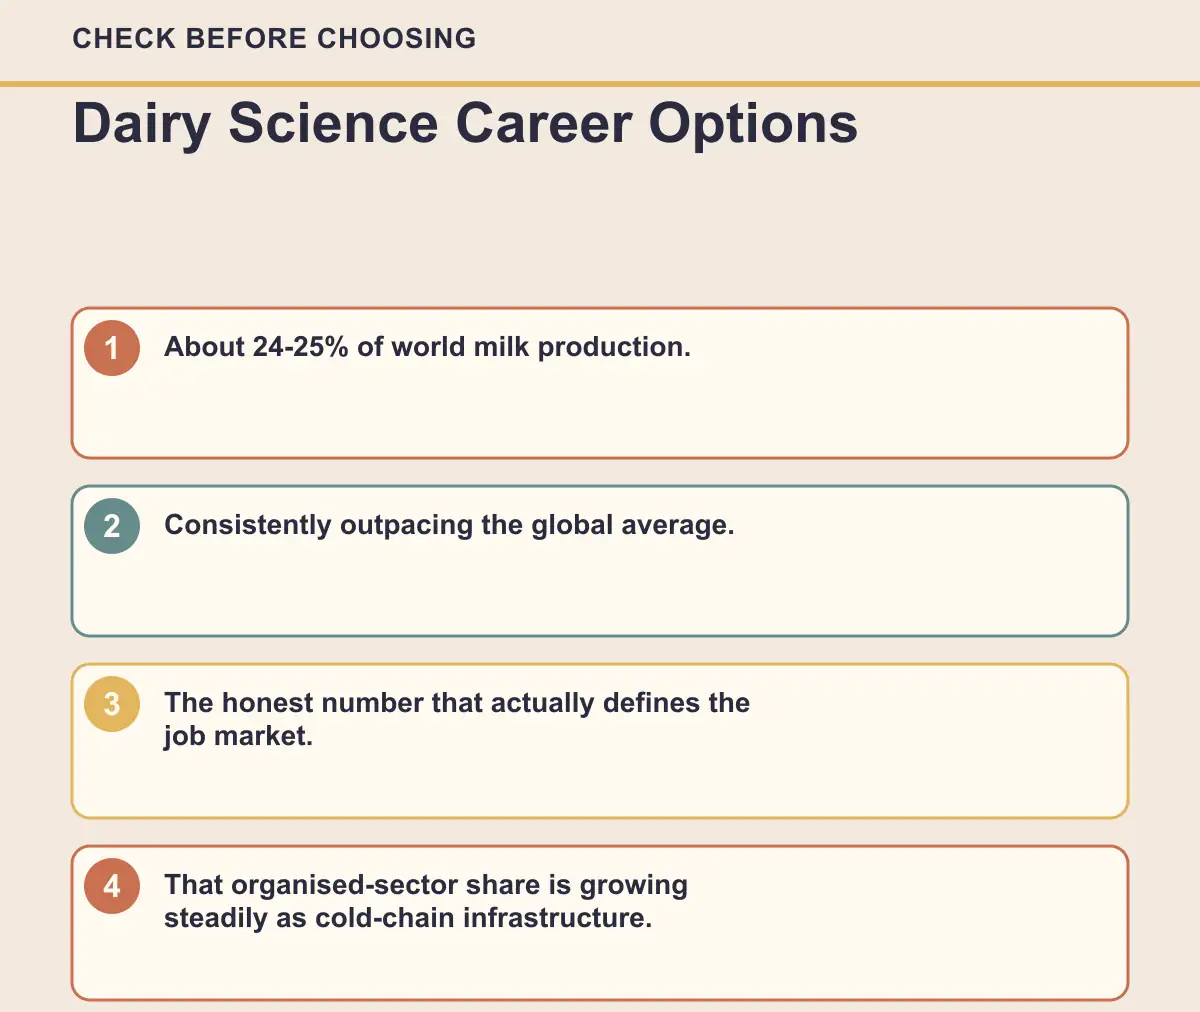 CHECK BEFORE CHOOSING
Dairy Science Career Options
1
About 24-25% of world milk production.
2
Consistently outpacing the global average.
3
The honest number that actually defines the
job market.
4
That organised-sector share is growing
steadily as cold-chain infrastructure.